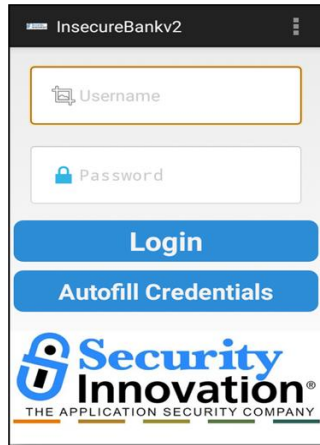 InsecureBankv2
Username
Password
Login
Autofill Credentials
Security
Innovation®
THE APPLICATION SECURITY COMPANY